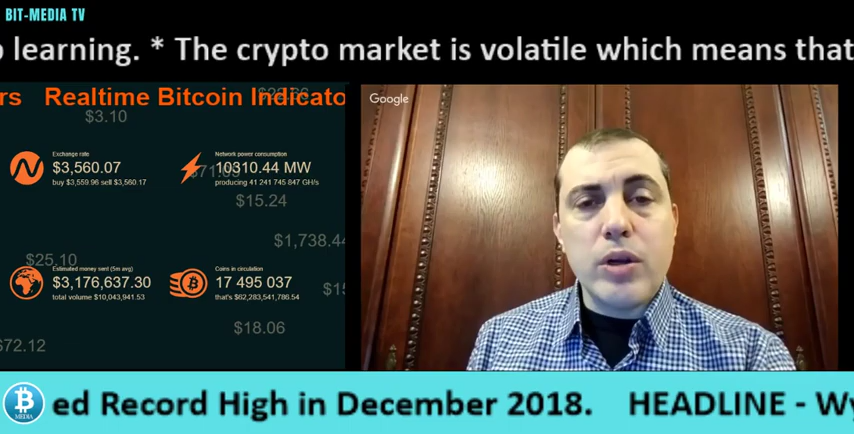 BIT-MEDIA TV
learning. * The crypto market is volatile which means that
Realtime Bitcoin Indicato
$3.10
Google
Exchange rate
$3,560.07
buy $3,559.96 sell $3,560.17
Network power consumption
10310.44 MW
producing 41 241 745 847 GH/s
$15.24
$1,738.44
$25.10
Estimated money sent (5m avg)
$3,176,637.30
total volume $10,043,941.53
Coins in circulation
17 495 037
that's $62,283,541,786.54
$18.06
$72.12
MEDIA
ed Record High in December 2018. HEADLINE - Wy